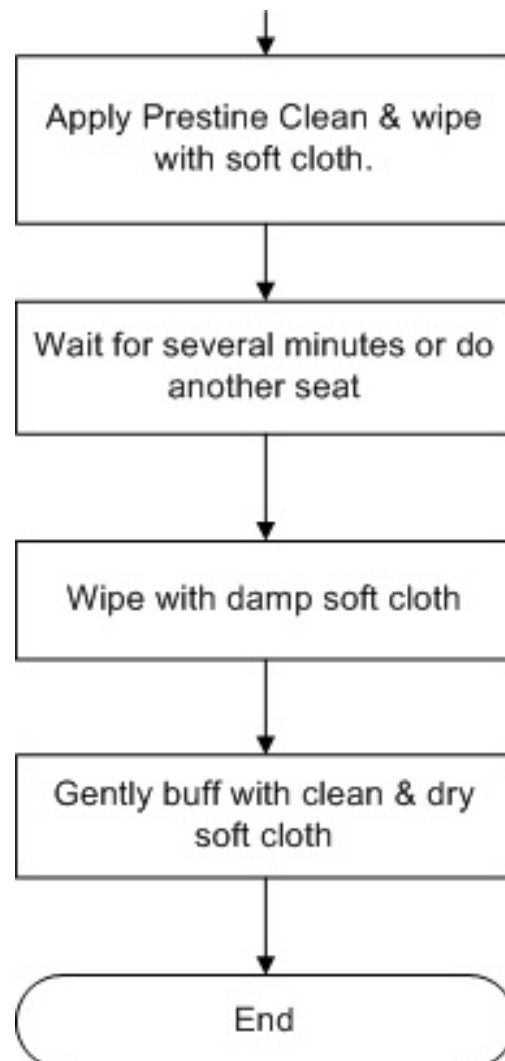 Apply Prestine Clean & wipe
with soft cloth.
Wait for several minutes or do
another seat
Wipe with damp soft cloth
Gently buff with clean & dry
soft cloth
End